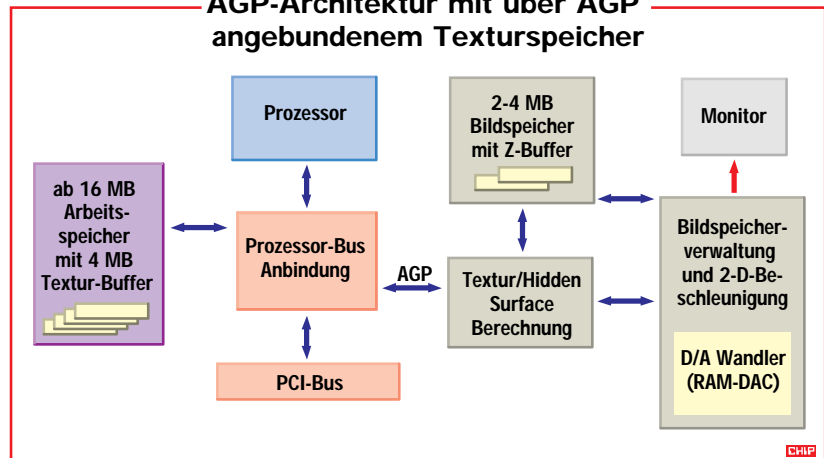 AGP-Architektur mit über AGP
angebundenem Texturspeicher
Prozessor
2-4 MB
Bildspeicher
mit Z-Buffer
Monitor
ab 16 MB
Arbeits-
speicher
mit 4 MB
Textur-Buffer
Prozessor-Bus
Anbindung
AGP
Textur/Hidden
Surface
Berechnung
Bildspeicher-
verwaltung
und 2-D-Be-
schleunigung
D/A Wandler
(RAM-DAC)
PCI-Bus
CHIP